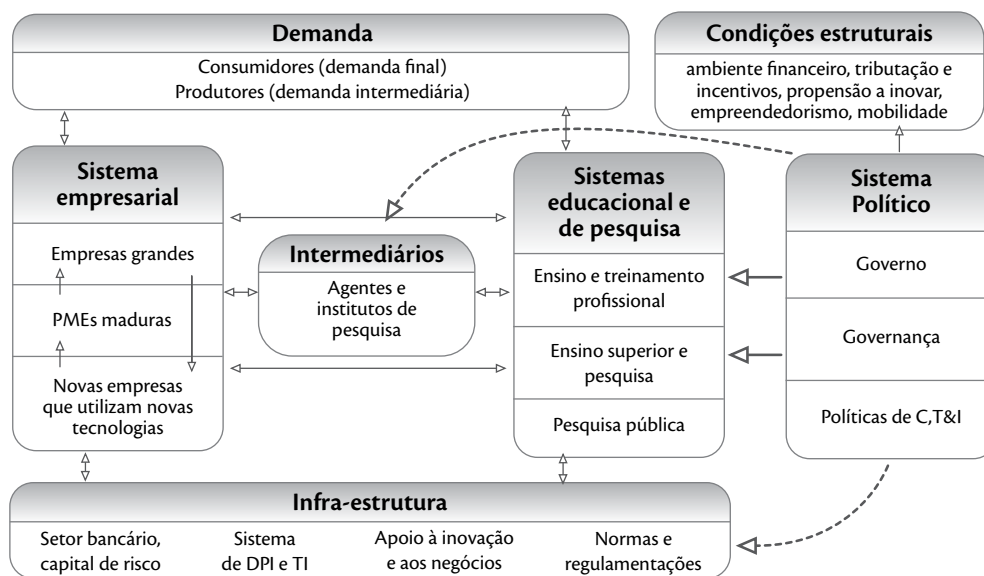 Demanda
Consumidores (demanda final)
Produtores (demanda intermediária)
Condições estruturais
ambiente financeiro, tributação e
incentivos, propensão a inovar,
empreendedorismo, mobilidade
Sistema
empresarial
Empresas grandes
PMEs maduras
Novas empresas
que utilizam novas
tecnologias
Intermediários
Agentes e
institutos de
pesquisa
Sistemas
educacional e
de pesquisa
Ensino e treinamento
profissional
Ensino superior e
pesquisa
Pesquisa pública
Sistema
Político
Governo
Governança
Políticas de C,T&I
Infra-estrutura
Setor bancário,
capital de risco
Sistema
de DPI e TI
Apoio à inovação
e aos negócios
Normas e
regulamentações